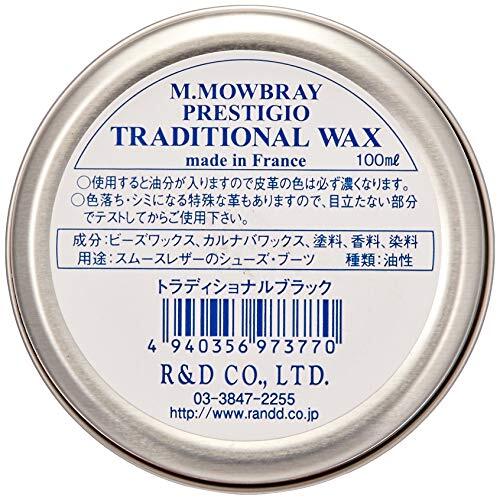 M.MOWBRAY
PRESTIGIO
TRADITIONAL WAX
made in France 100mℓ
○使用すると油分が入りますので皮革の色は必ず濃くなります。
○色落ち・シミになる特殊な革もありますので、目立たない部分
でテストしてからご使用下さい。
成分：ビーズワックス、カルナバワックス、塗料、香料、染料
用途：スムースレザーのシューズ・ブーツ 種類：油性
トラディショナルブラック
4 940356 973770
R&D CO., LTD.
03-3847-2255
http://www.randd.co.jp